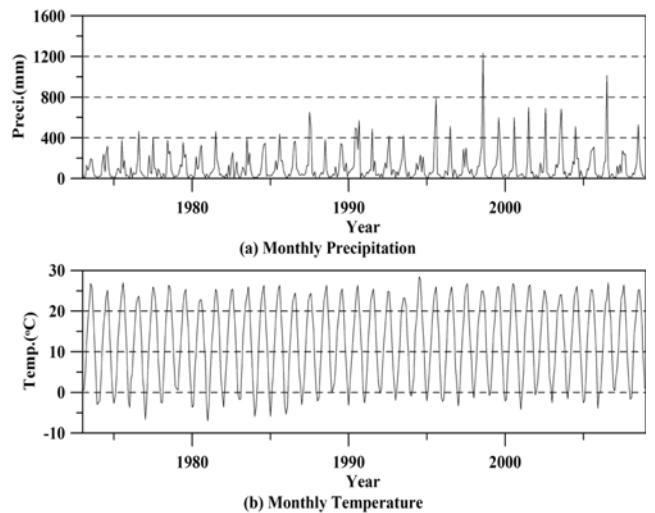 1600
1200
800
400
0
Preci.(mm)
1980
1990
2000
Year
(a) Monthly Precipitation
30
20
10
0
-10
Temp.(°C)
1980
1990
2000
Year
(b) Monthly Temperature